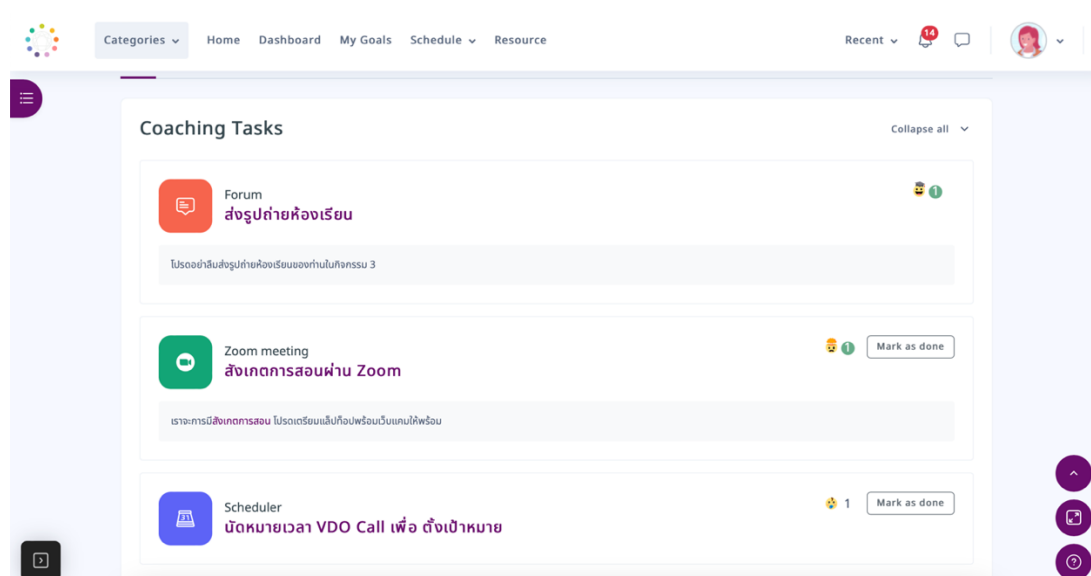 Categories Home Dashboard My Goals Schedule Resource Recent 14
Coaching Tasks Collapse all
Forum 1
ส่งรูปถ่ายห้องเรียน
โปรดอย่าลืมส่งรูปถ่ายห้องเรียนของท่านในกิจกรรม 3
Zoom meeting 1 Mark as done
สังเกตการสอนผ่าน Zoom
เราจะการมีสังเกตการสอน โปรดเตรียมแล็ปท็อปพร้อมเว็บแคมให้พร้อม
Scheduler 1 Mark as done
นัดหมายเวลา VDO Call เพื่อ ตั้งเป้าหมาย